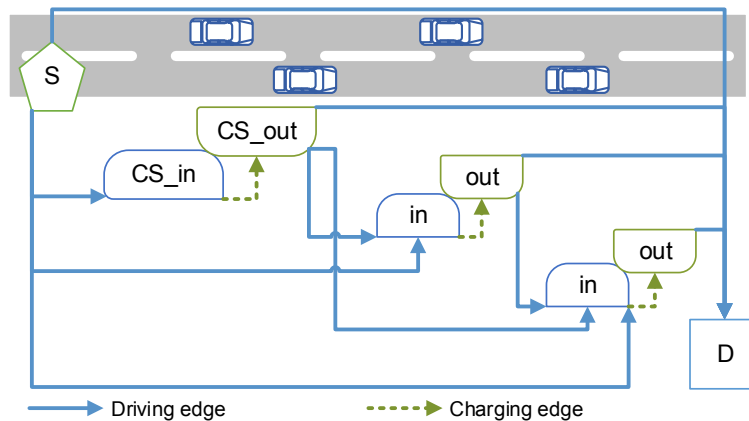 S
CS_out
CS_in
out
in
out
in
D
Driving edge
Charging edge